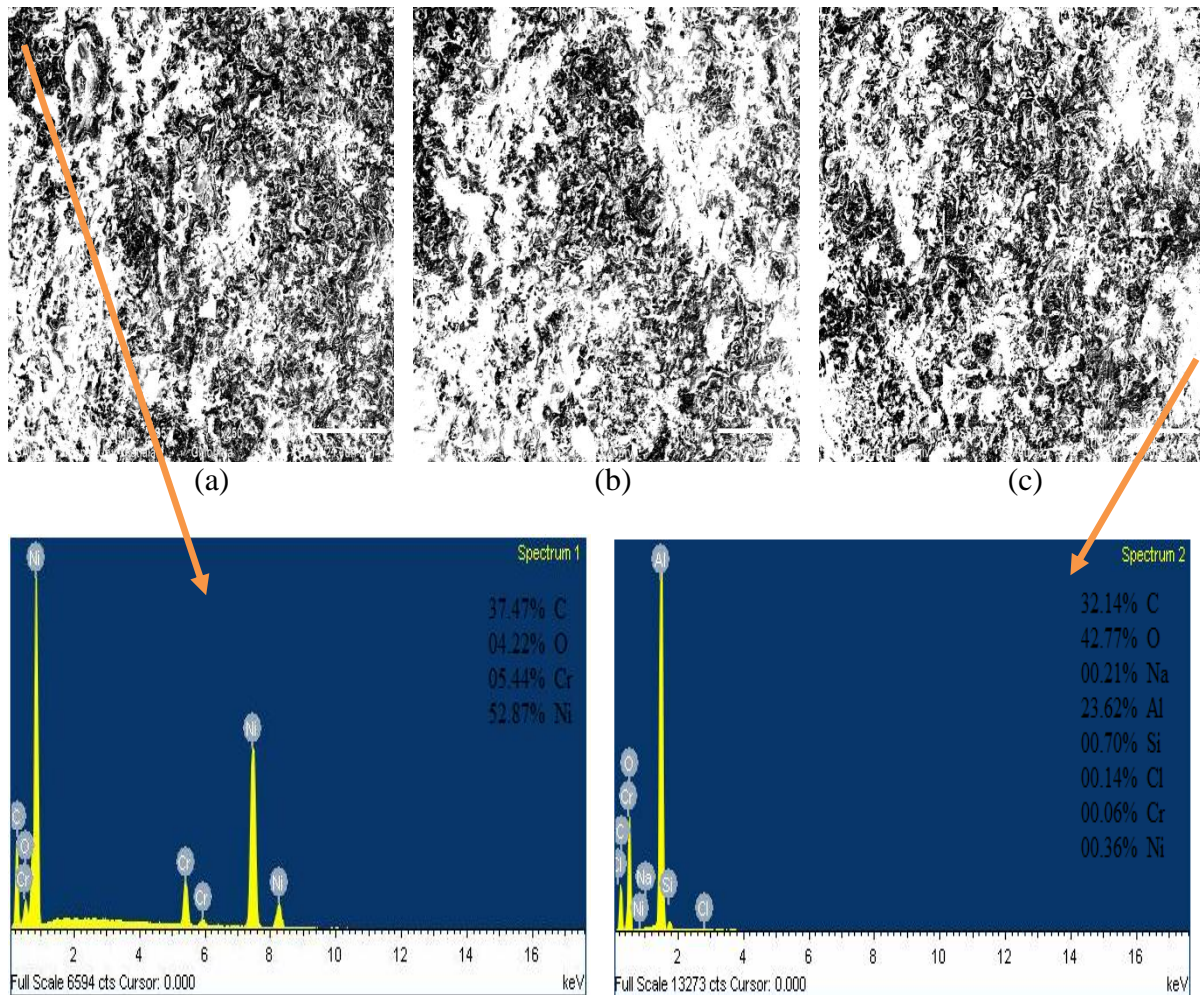 (a)
(b)
(c)
Spectrum 1
Ni
37.47% C
04.22% O
05.44% Cr
52.87% Ni
Ni
C
O
Cr
Cr
Cr
Ni
2 4 6 8 10 12 14 16
Full Scale 6594 cts Cursor: 0.000 keV
Spectrum 2
Al
32.14% C
42.77% O
00.21% Na
23.62% Al
00.70% Si
00.14% Cl
00.06% Cr
00.36% Ni
O
Cr
C
Cl
Na
Si
Ni
Cl
2 4 6 8 10 12 14 16
Full Scale 13273 cts Cursor: 0.000 keV